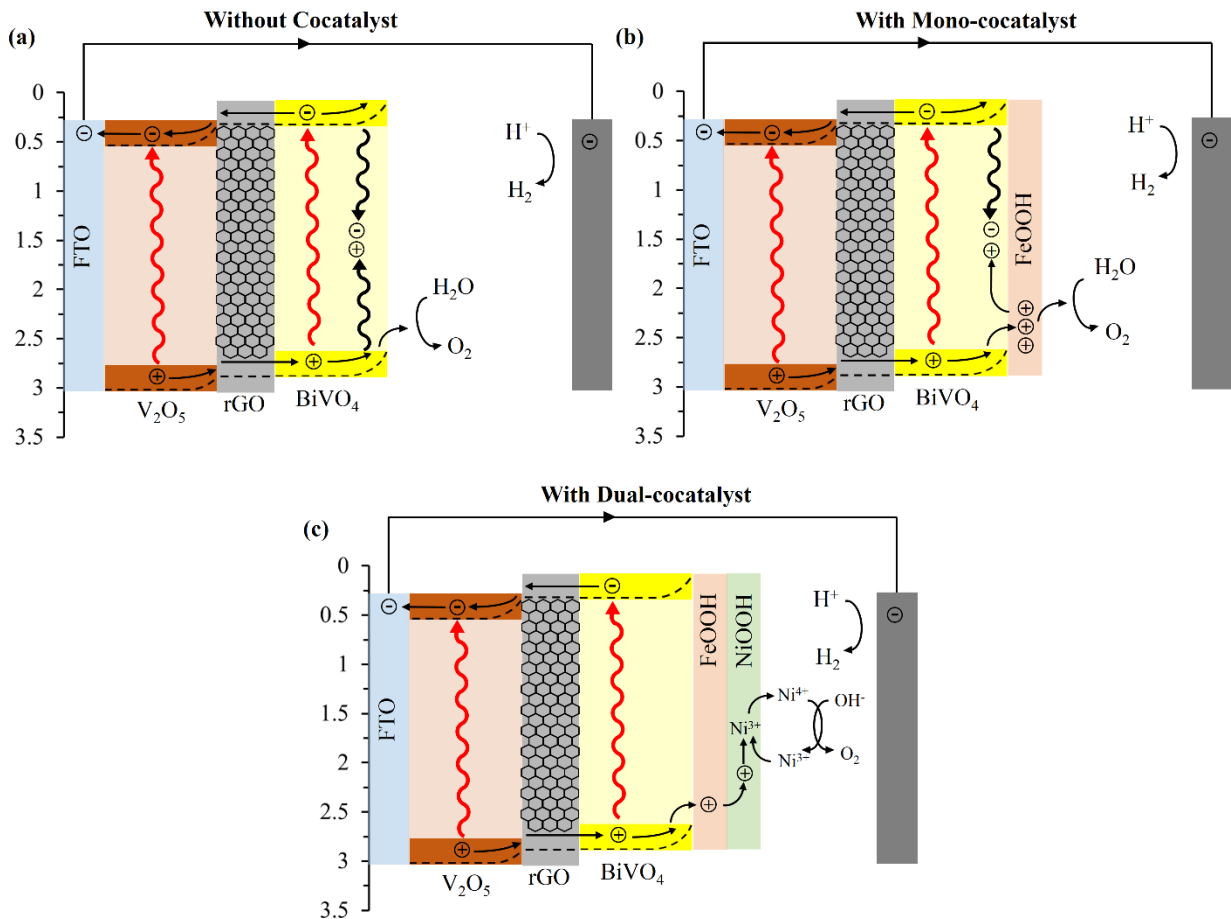 Without Cocatalyst
(a)
0
0.5
1
1.5
2
2.5
3
3.5
FTO
V₂O₅
rGO
BiVO₄
H⁺
H₂
H₂O
O₂
With Mono-cocatalyst
(b)
0
0.5
1
1.5
2
2.5
3
3.5
FTO
V₂O₅
rGO
BiVO₄
FeOOH
H⁺
H₂
H₂O
O₂
With Dual-cocatalyst
(c)
0
0.5
1
1.5
2
2.5
3
3.5
FTO
V₂O₅
rGO
BiVO₄
FeOOH
NiOOH
Ni³⁺
Ni⁴⁺
OH⁻
Ni³⁺
O₂
H⁺
H₂